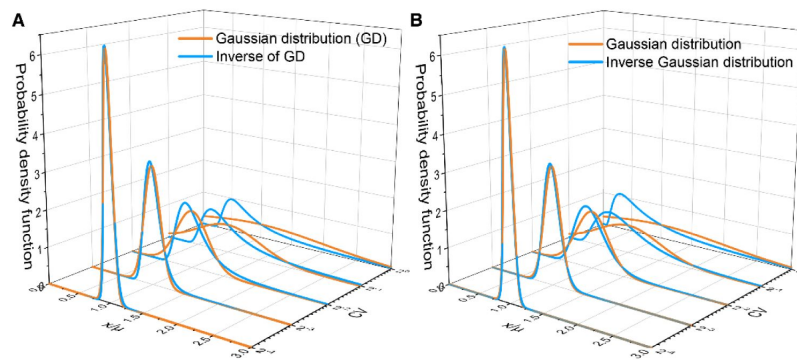 A
Gaussian distribution (GD)
Inverse of GD
Probability density function
6
5
4
3
2
1
0.0
0.5
1.0
1.5
2.0
2.5
3.0
x/μ
CV
B
Gaussian distribution
Inverse Gaussian distribution
Probability density function
6
5
4
3
2
1
0.0
0.5
1.0
1.5
2.0
2.5
3.0
x/μ
CV